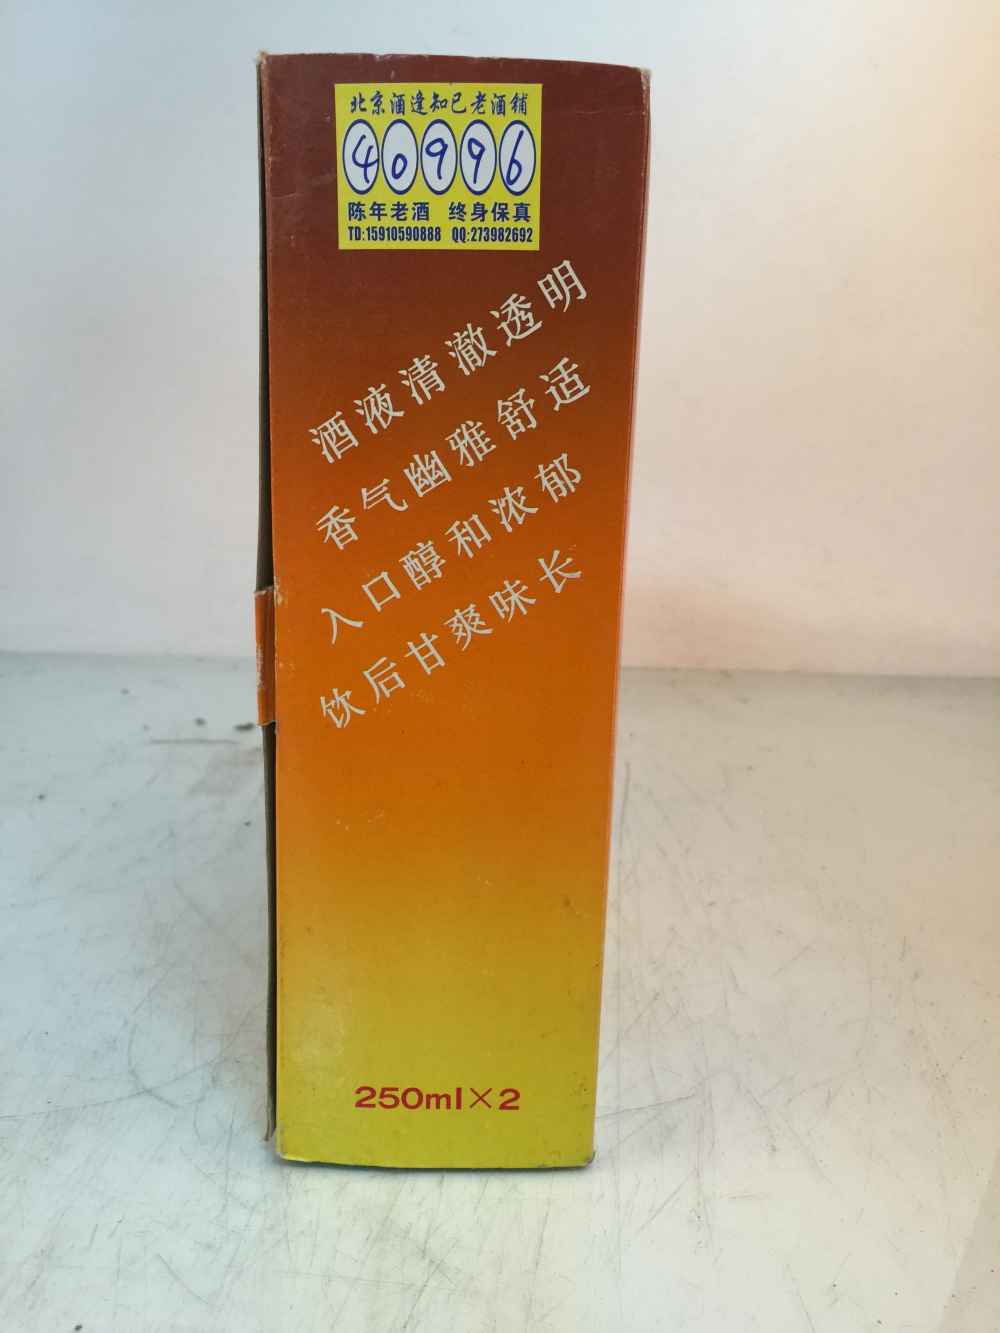 北京酒逢知己老酒铺
40996
陈年老酒 终身保真
TD:15910590888 QQ:273982692
酒液清澈透明
香气幽雅舒适
入口醇和浓郁
饮后甘爽味长
250ml×2